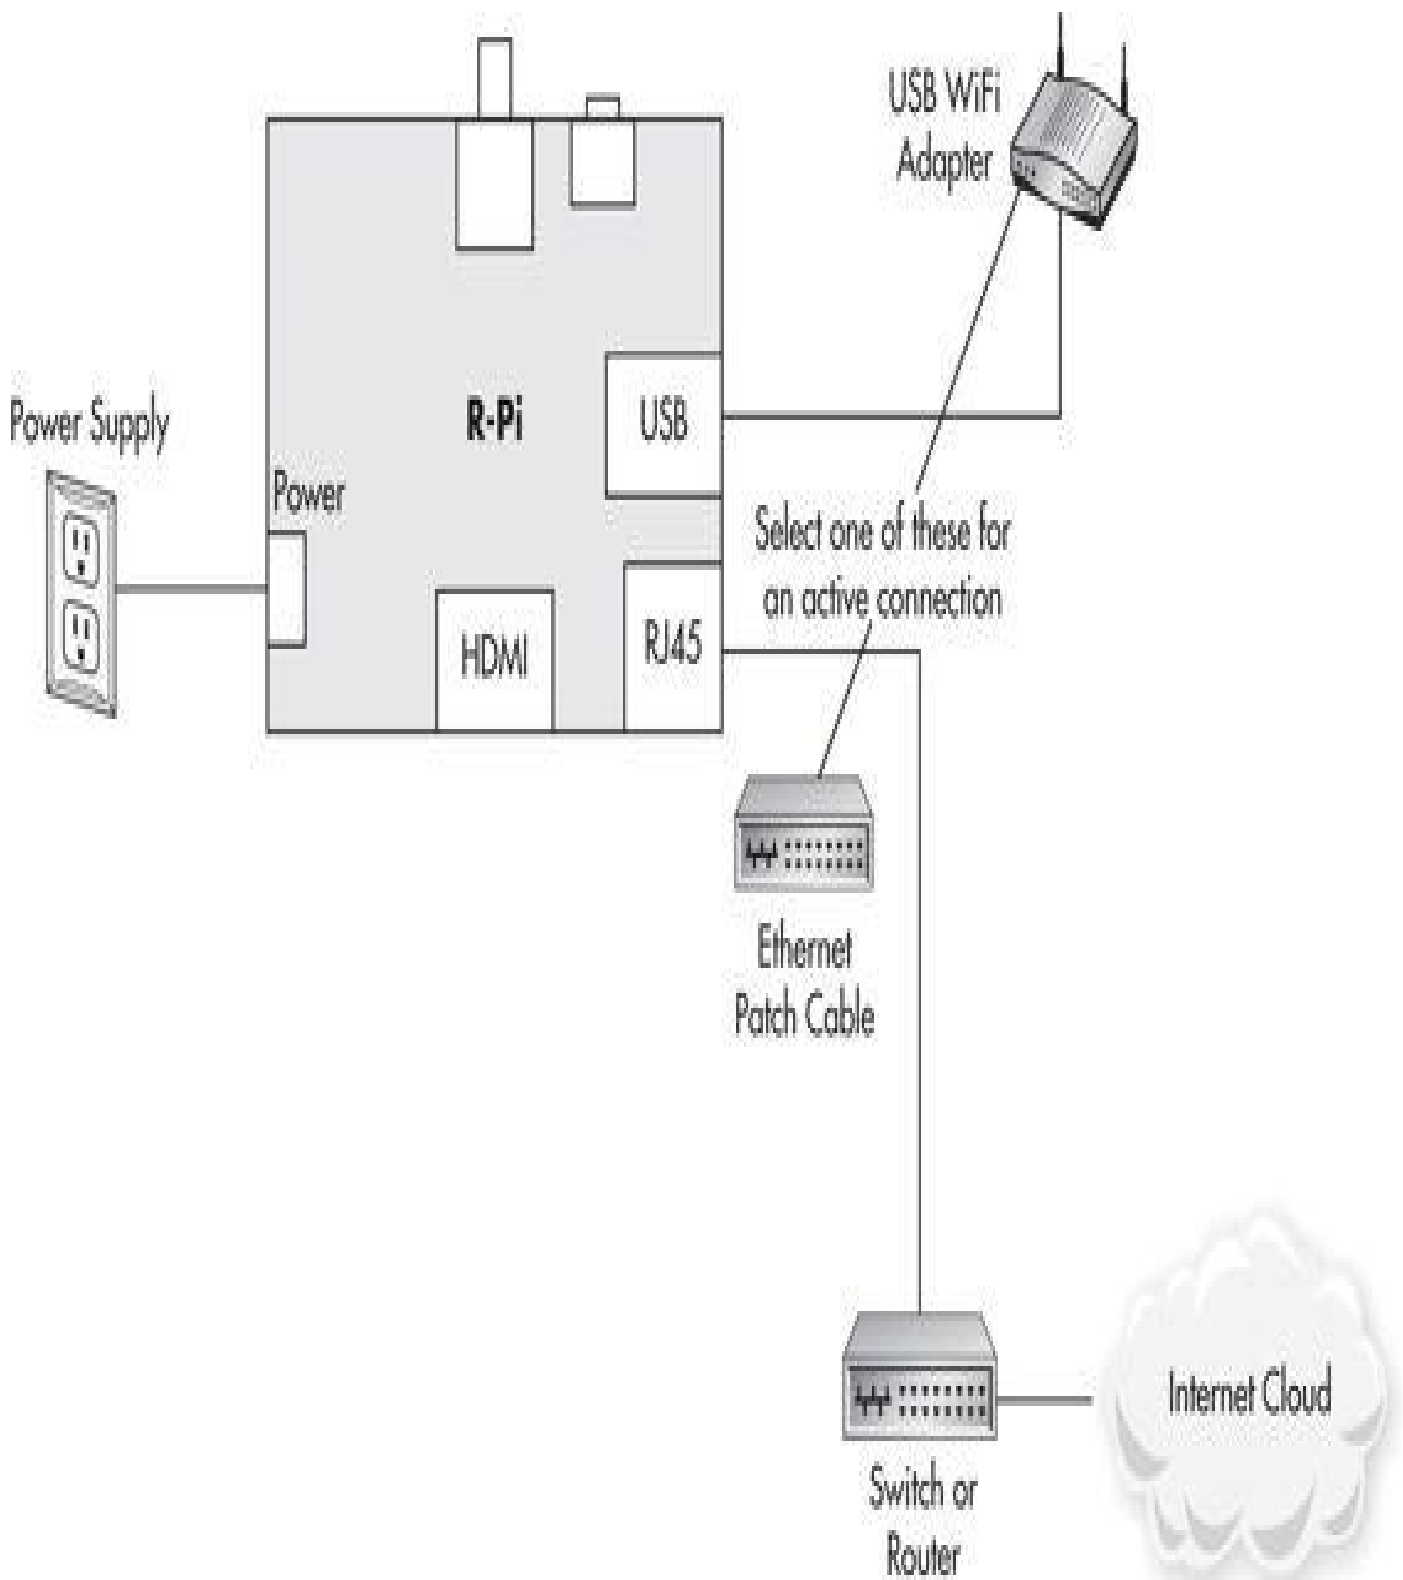 USB WiFi
Adapter
Power Supply
R-Pi
USB
Power
Select one of these for
an active connection
HDMI
RJ45
Ethernet
Patch Cable
Internet Cloud
Switch or
Router